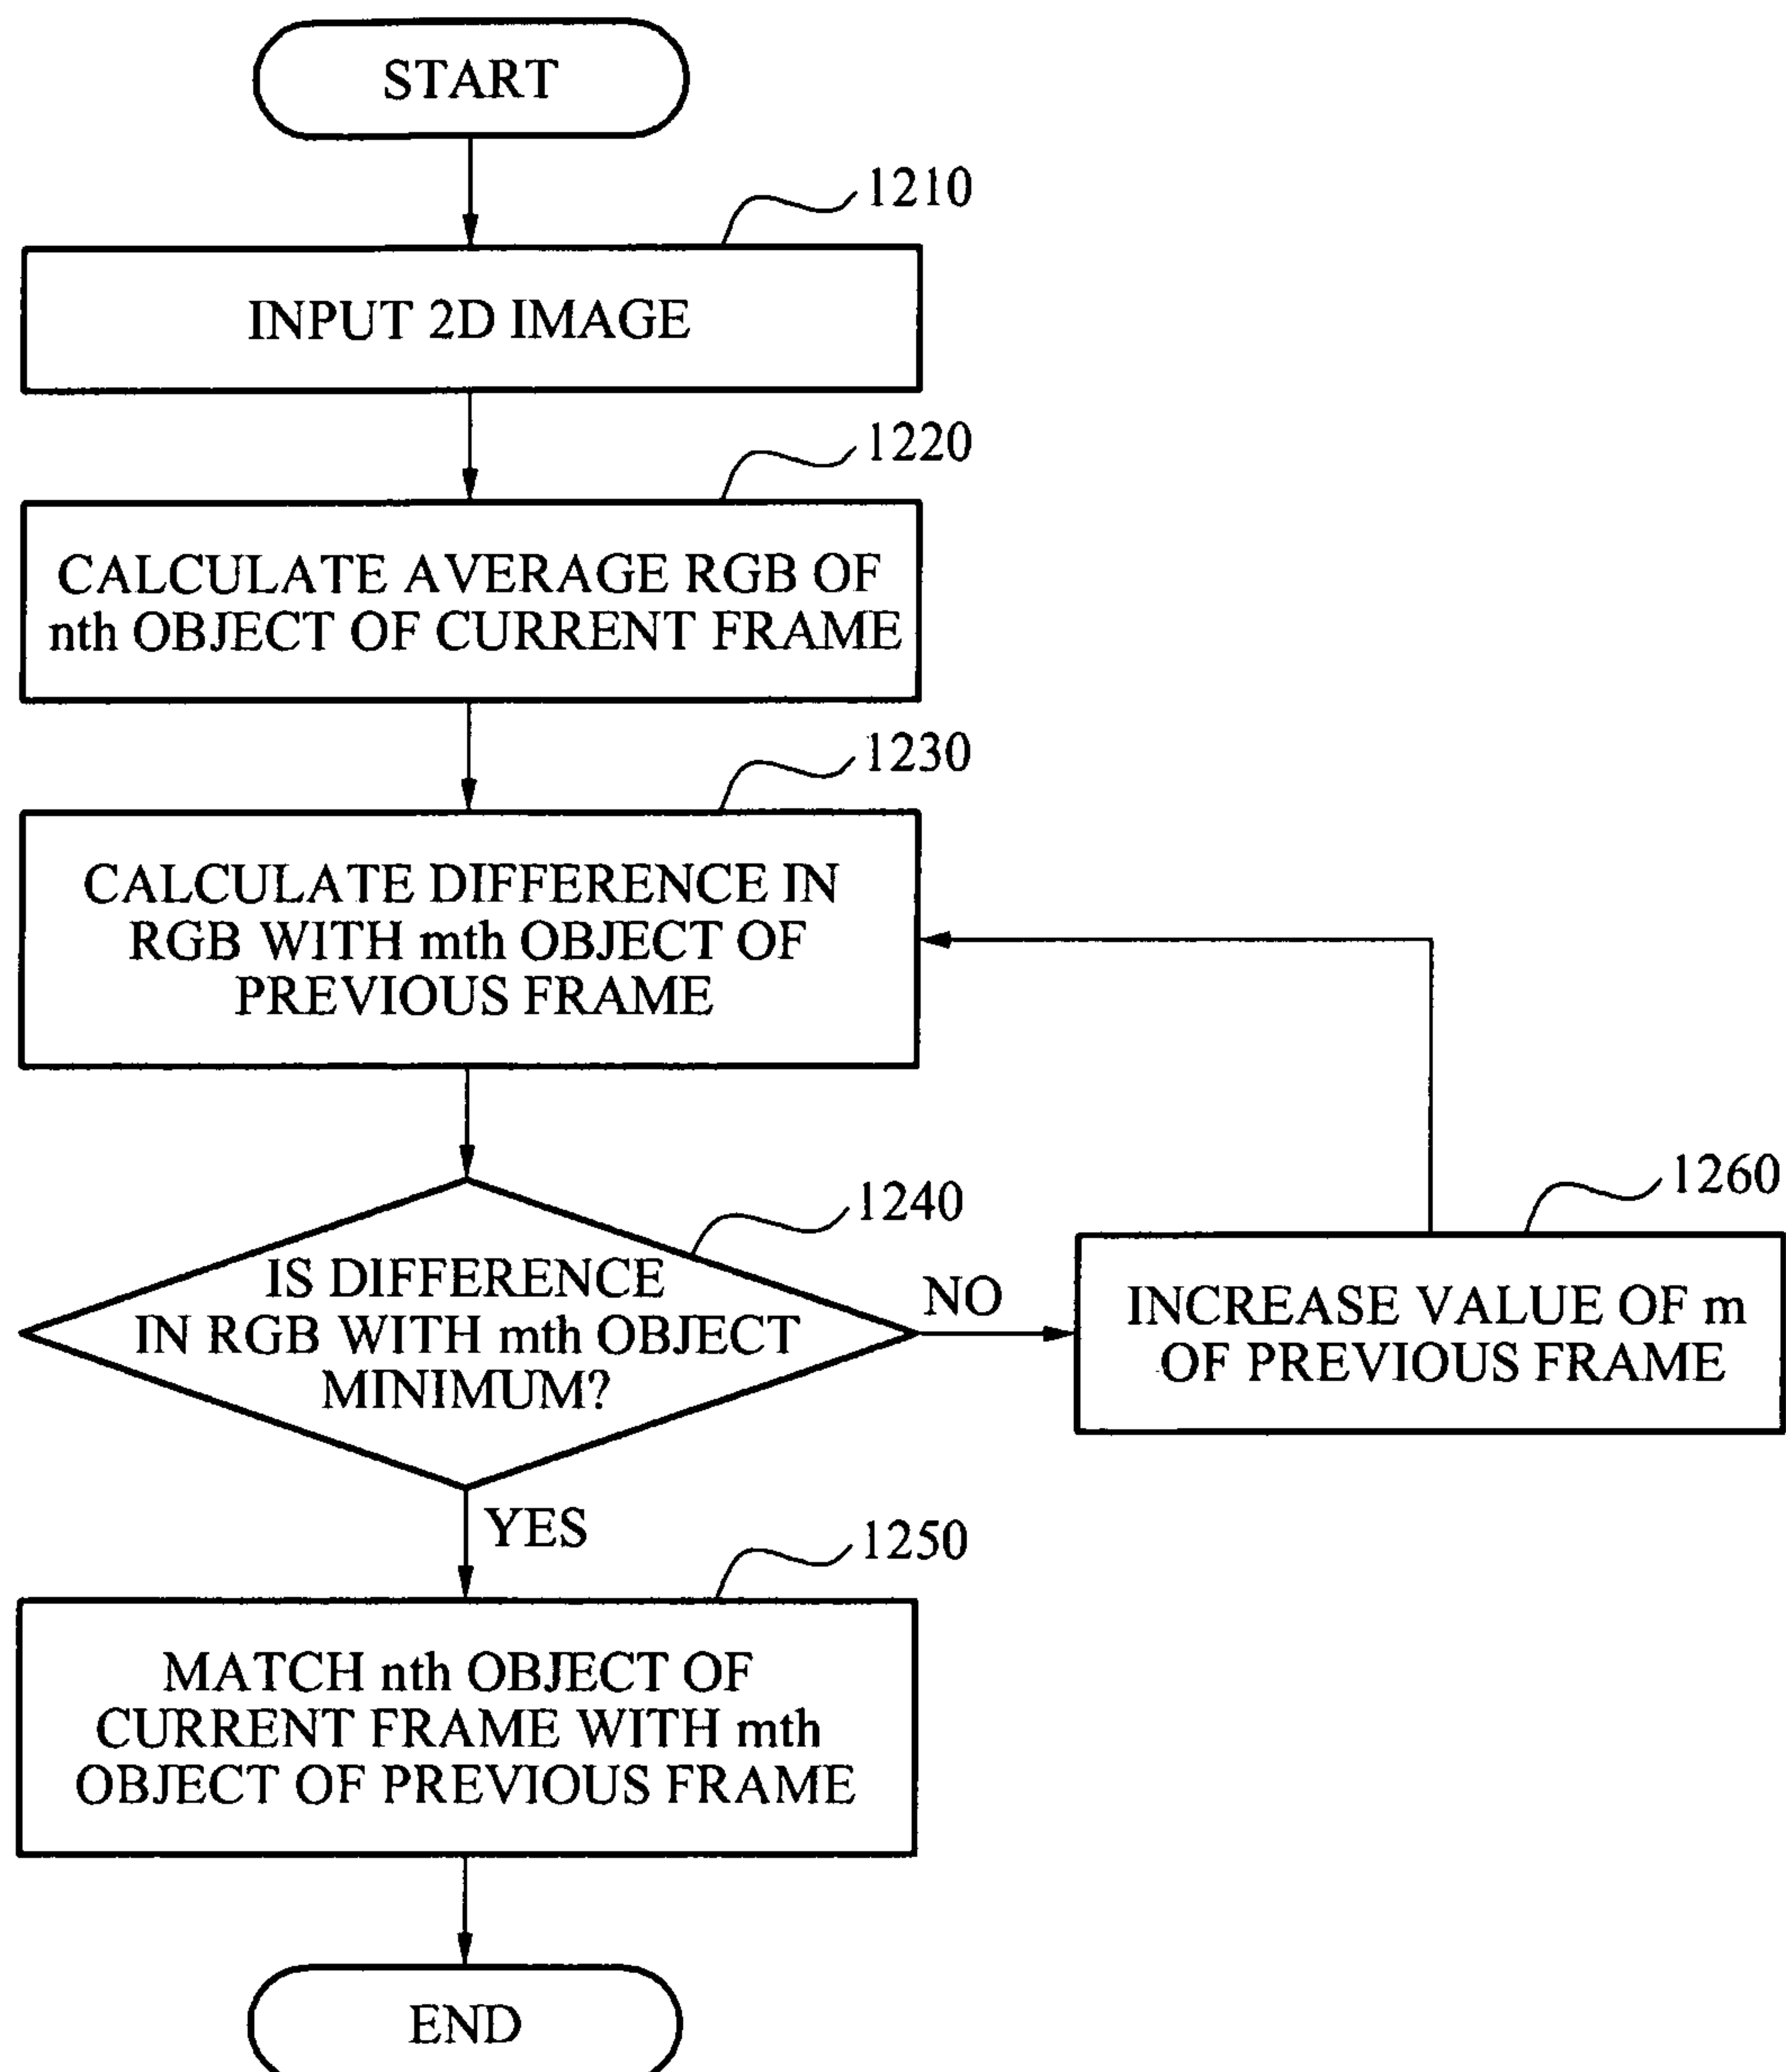 START
1210
INPUT 2D IMAGE
1220
CALCULATE AVERAGE RGB OF
nth OBJECT OF CURRENT FRAME
1230
CALCULATE DIFFERENCE IN
RGB WITH mth OBJECT OF
PREVIOUS FRAME
1240
IS DIFFERENCE
IN RGB WITH mth OBJECT
MINIMUM?
NO
1260
INCREASE VALUE OF m
OF PREVIOUS FRAME
YES
1250
MATCH nth OBJECT OF
CURRENT FRAME WITH mth
OBJECT OF PREVIOUS FRAME
END